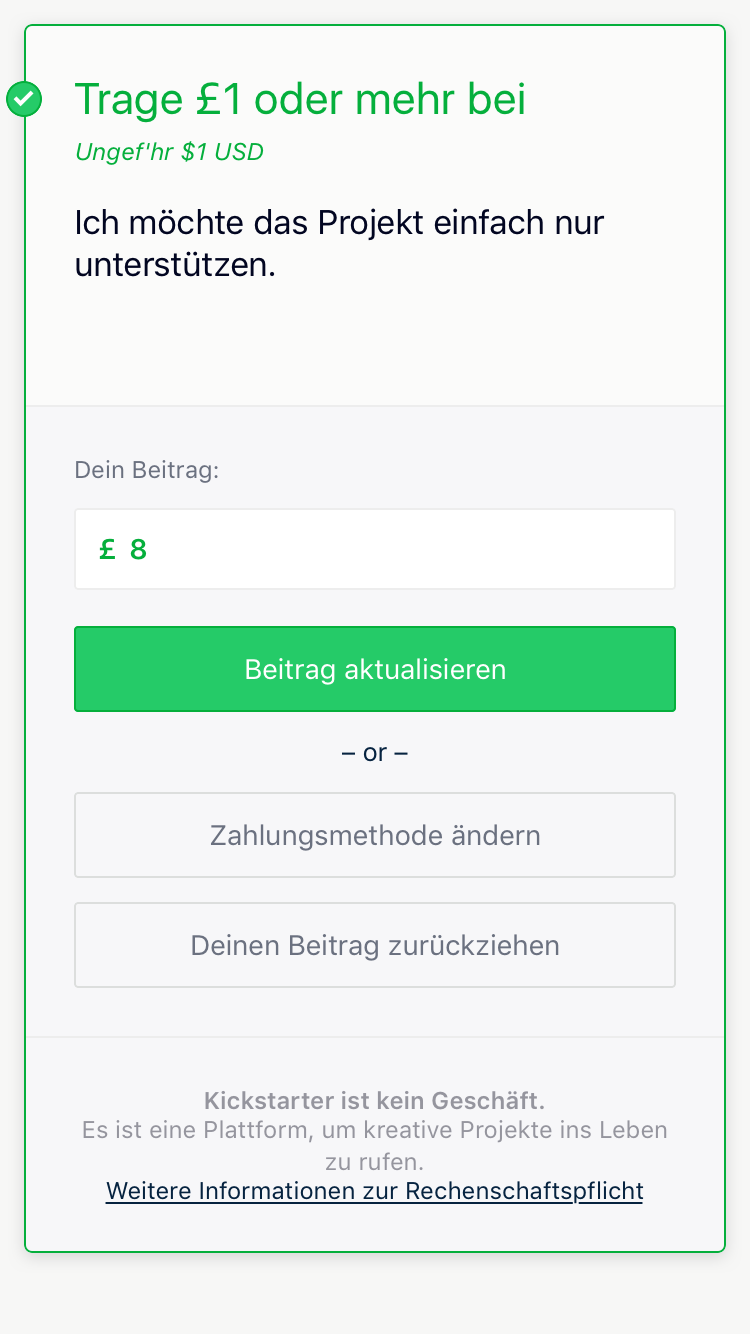 Trage £1 oder mehr bei
Ungef'hr $1 USD
Ich möchte das Projekt einfach nur
unterstützen.
Dein Beitrag:
£ 8
Beitrag aktualisieren
– or –
Zahlungsmethode ändern
Deinen Beitrag zurückziehen
Kickstarter ist kein Geschäft.
Es ist eine Plattform, um kreative Projekte ins Leben
zu rufen.
Weitere Informationen zur Rechenschaftspflicht